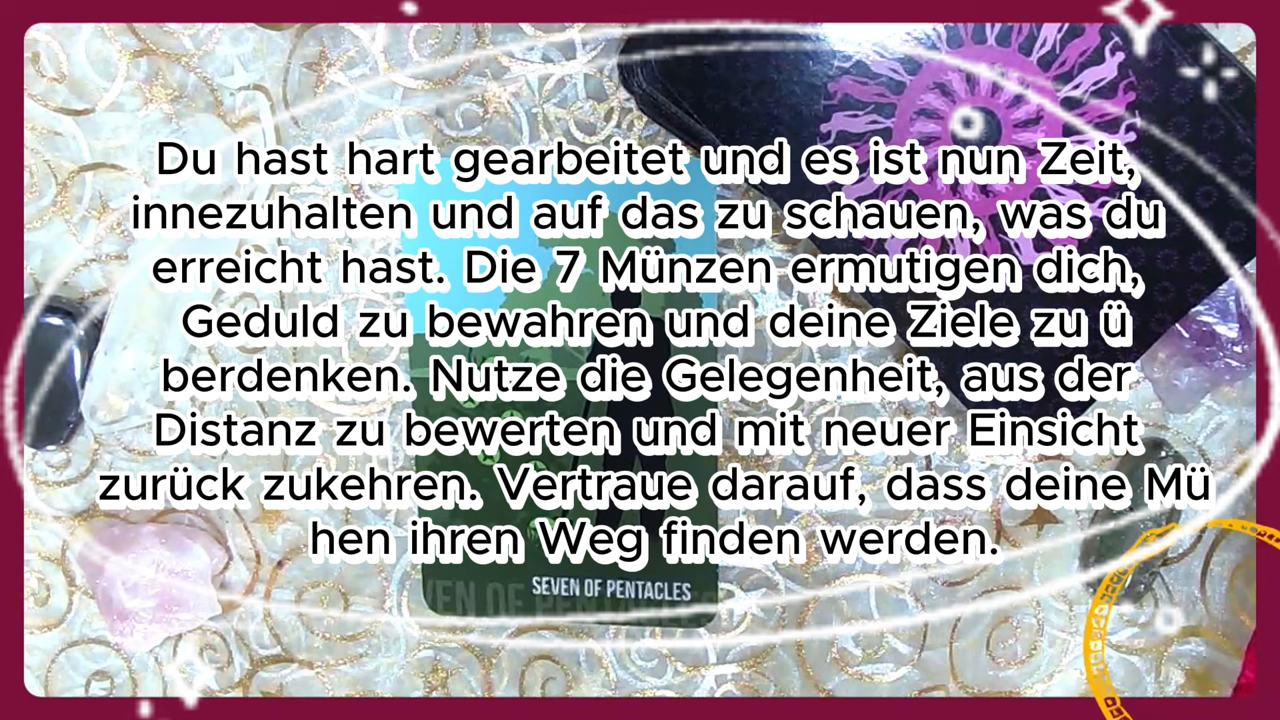 Du hast hart gearbeitet und es ist nun Zeit,
innezuhalten und auf das zu schauen, was du
erreicht hast. Die 7 Münzen ermutigen dich,
Geduld zu bewahren und deine Ziele zu ü
berdenken. Nutze die Gelegenheit, aus der
Distanz zu bewerten und mit neuer Einsicht
zurück zukehren. Vertraue darauf, dass deine Mü
hen ihren Weg finden werden.
SEVEN OF PENTACLES